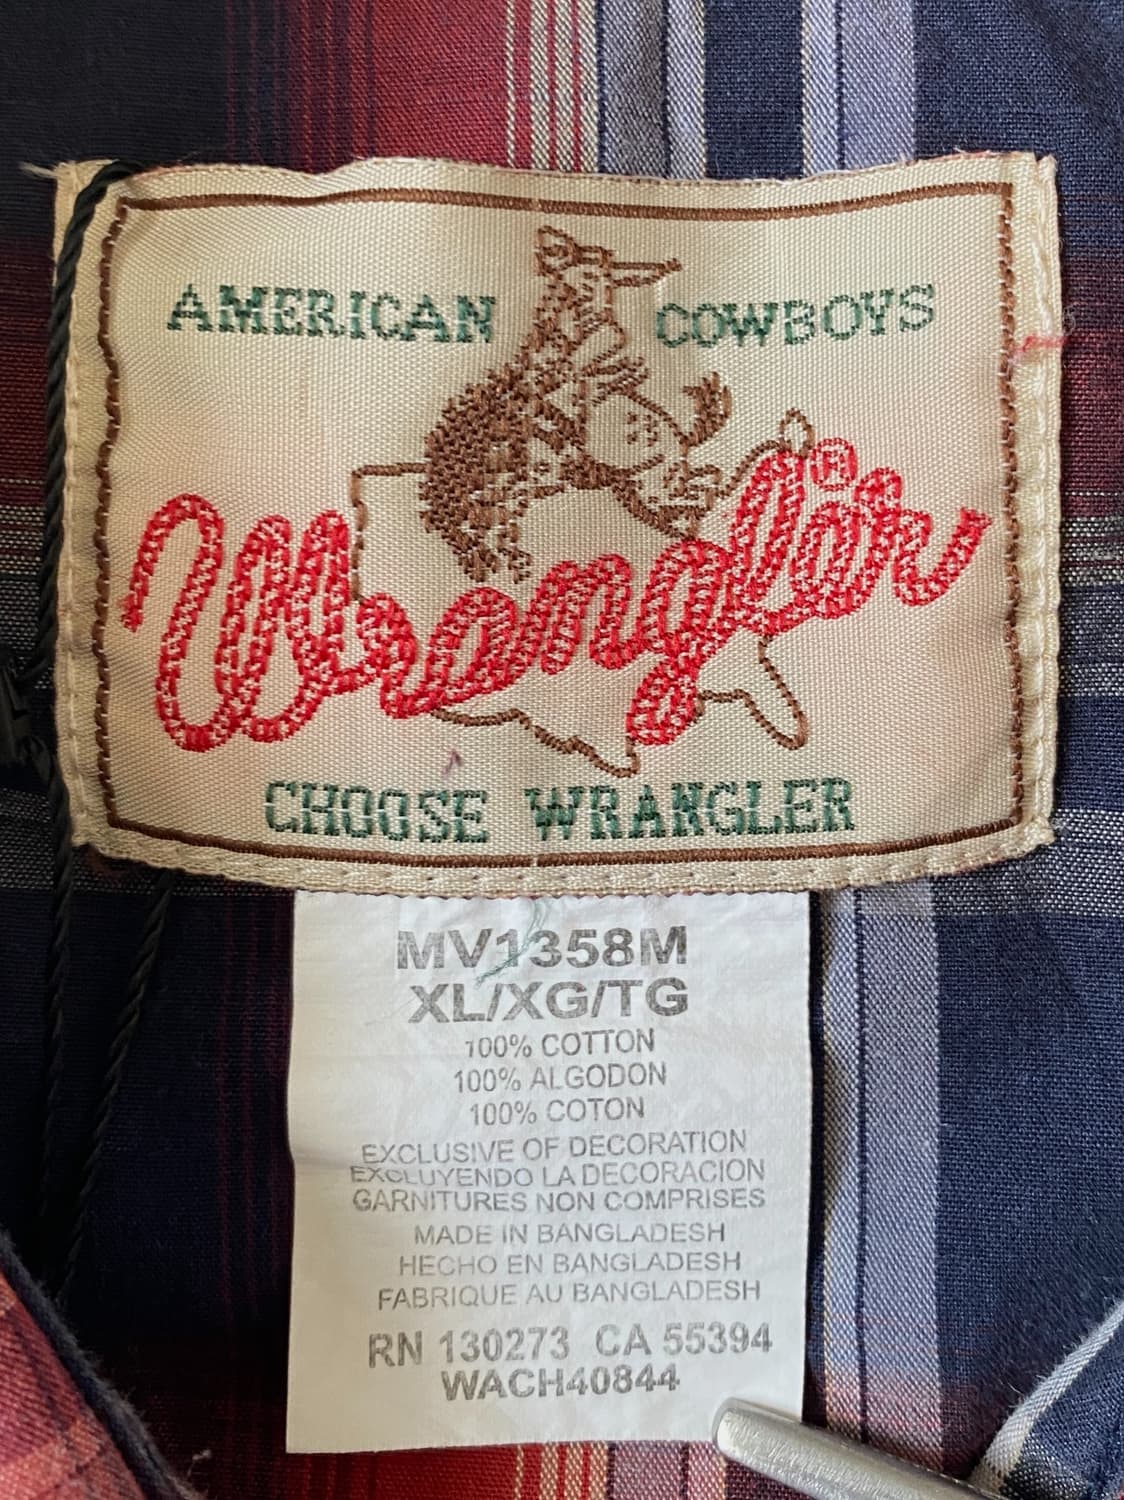 AMERICAN COWBOYS
Wrangler®
CHOOSE WRANGLER
MV1358M
XL/XG/TG
100% COTTON
100% ALGODON
100% COTON
EXCLUSIVE OF DECORATION
EXCLUYENDO LA DECORACION
GARNITURES NON COMPRISES
MADE IN BANGLADESH
HECHO EN BANGLADESH
FABRIQUE AU BANGLADESH
RN 130273 CA 55394
WACH40844